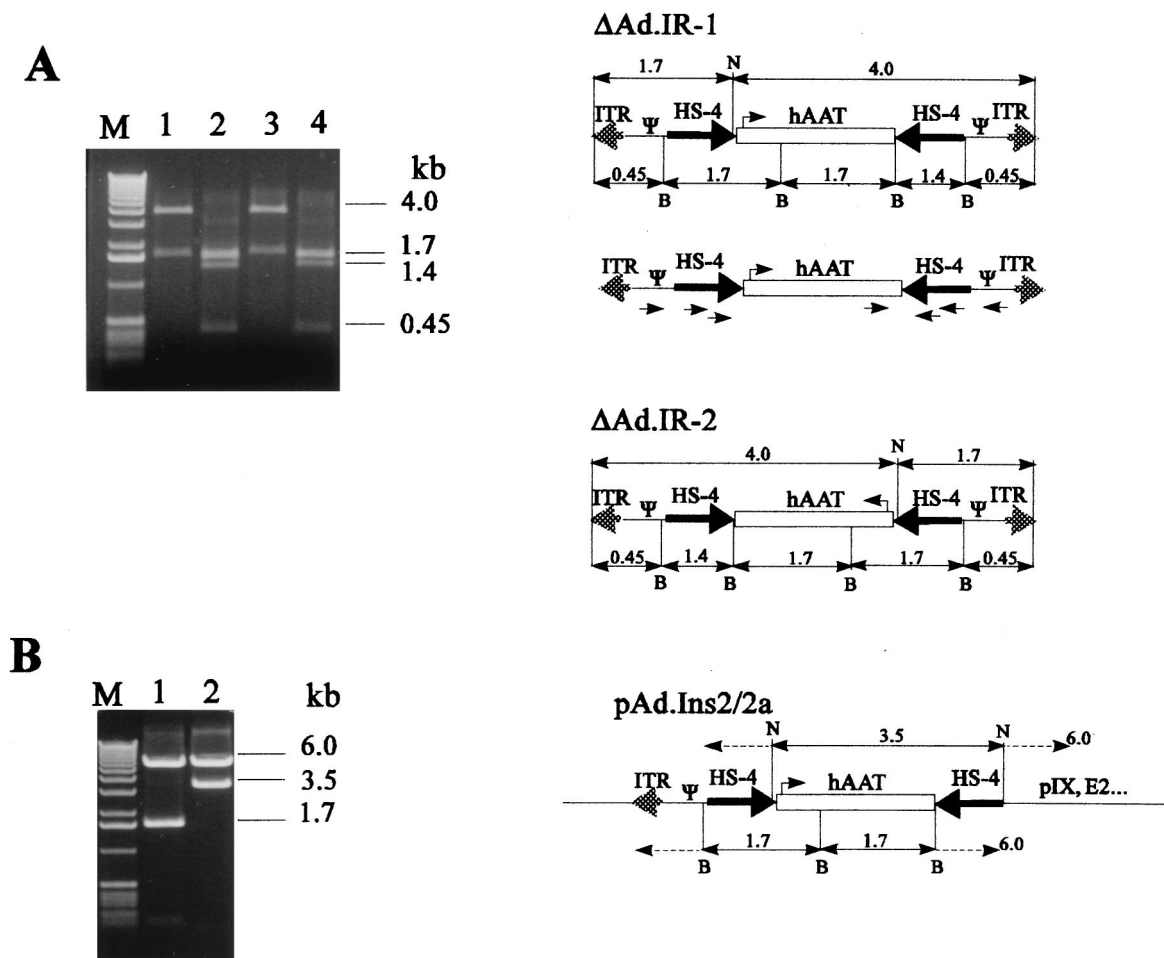 A
M 1 2 3 4
kb
4.0
1.7
1.4
0.45
ΔAd.IR-1
1.7 N 4.0
ITR Ψ HS-4 hAAT HS-4 Ψ ITR
0.45 1.7 1.7 1.4 0.45
B B B B
ITR Ψ HS-4 hAAT HS-4 Ψ ITR
ΔAd.IR-2
4.0 N 1.7
ITR Ψ HS-4 hAAT HS-4 Ψ ITR
0.45 1.4 1.7 1.7 0.45
B B B B
B
M 1 2 kb
6.0
3.5
1.7
pAd.Ins2/2a
N 3.5 N 6.0
ITR Ψ HS-4 hAAT HS-4 pIX, E2...
1.7 1.7 6.0
B B B